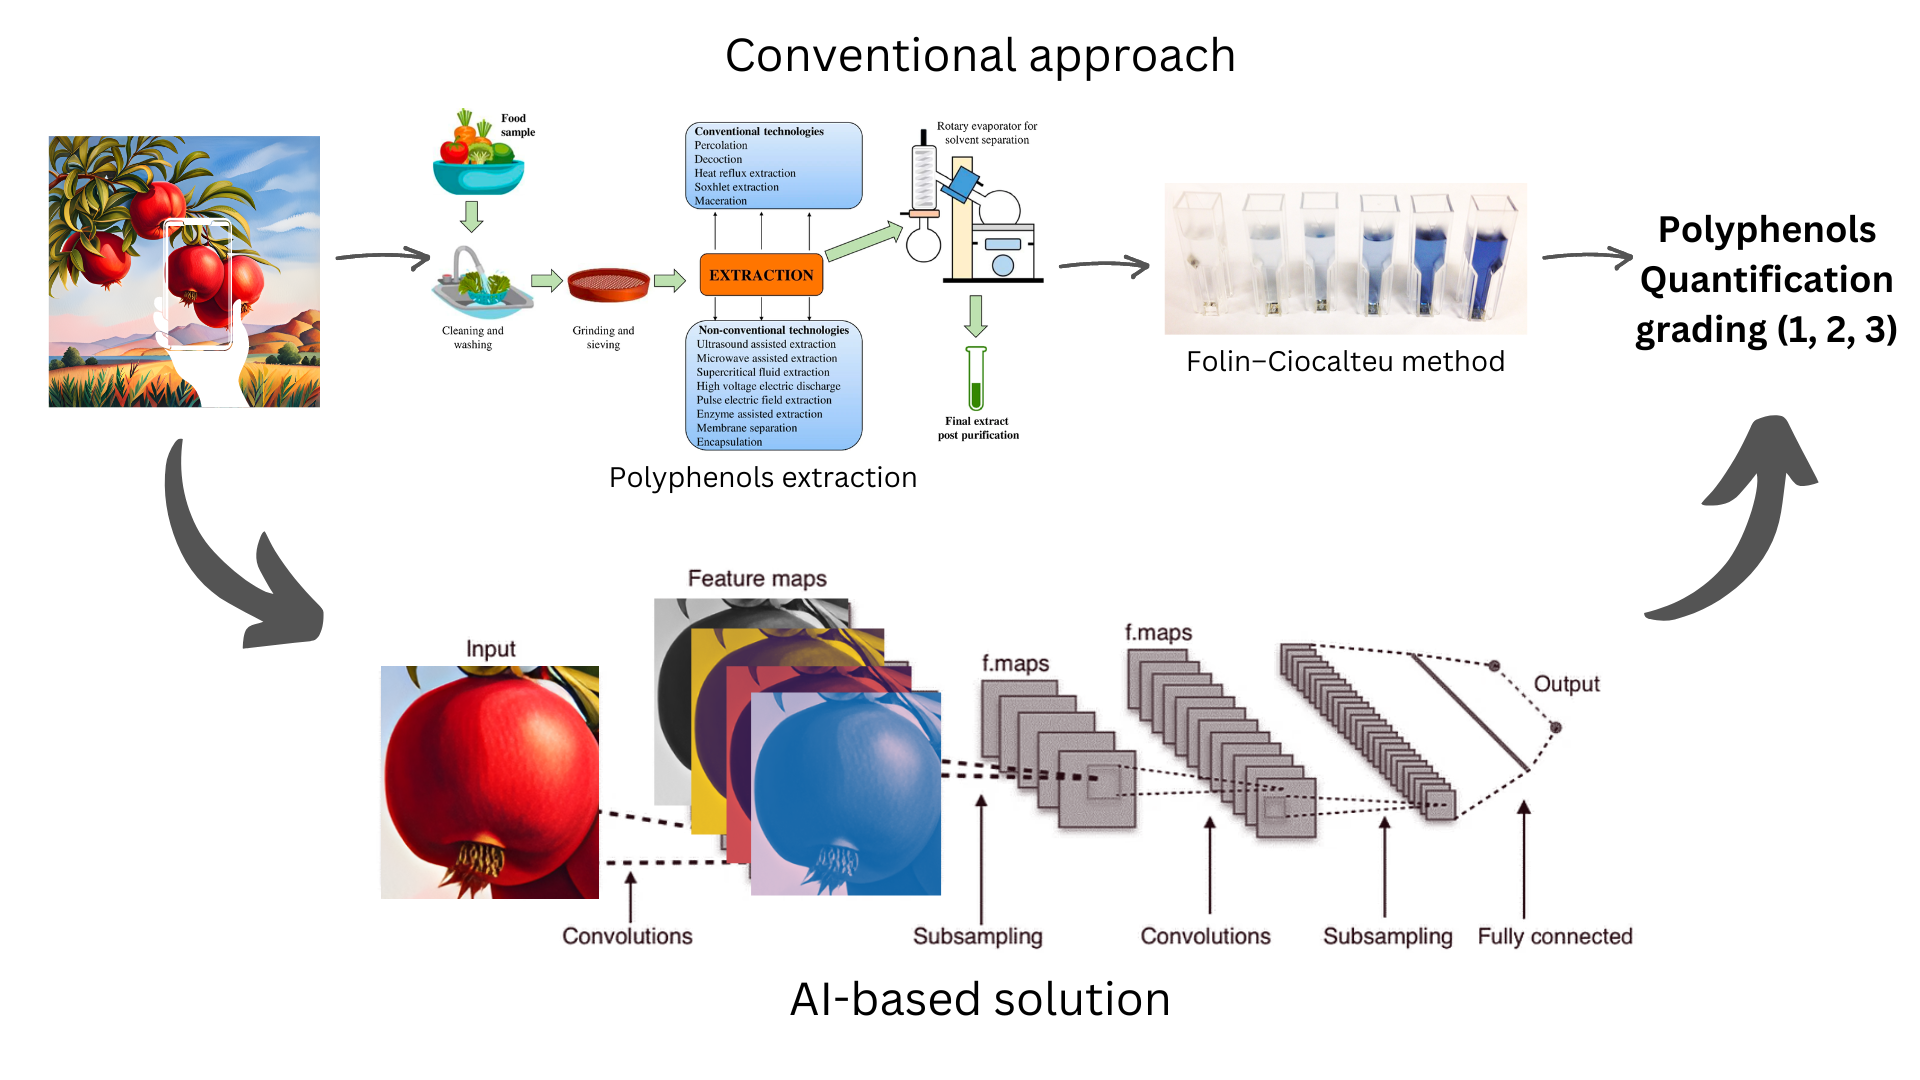 Conventional approach
Food
sample
Cleaning and
washing
Grinding and
sieving
Conventional technologies
Percolation
Decoction
Heat reflux extraction
Soxhlet extraction
Maceration
EXTRACTION
Non-conventional technologies
Ultrasound assisted extraction
Microwave assisted extraction
Supercritical fluid extraction
High voltage electric discharge
Pulse electric field extraction
Enzyme assisted extraction
Membrane separation
Encapsulation
Rotary evaporator for
solvent separation
Final extract
post purification
Polyphenols extraction
Folin–Ciocalteu method
Polyphenols
Quantification
grading (1, 2, 3)
Input
Feature maps
f.maps
f.maps
Output
Convolutions
Subsampling
Convolutions
Subsampling
Fully connected
AI-based solution